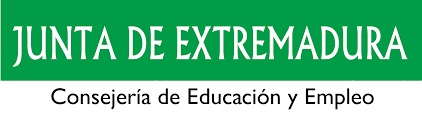 JUNTA DE EXTREMADURA
Consejería de Educación y Empleo